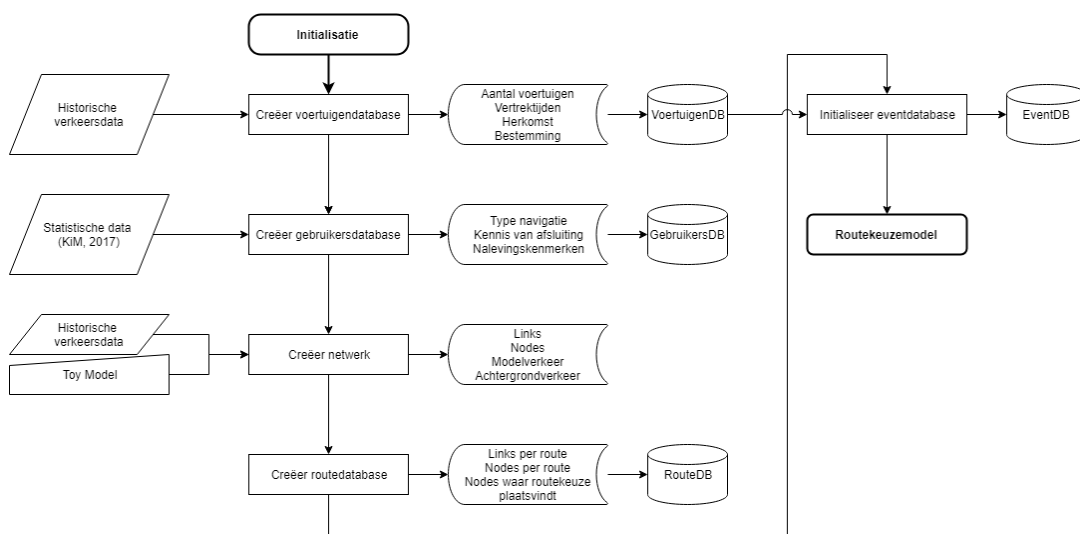 Initialisatie
Historische
verkeersdata
Creëer voertuigendatabase
Aantal voertuigen
Vertrektijden
Herkomst
Bestemming
VoertuigenDB
Initialiseer eventdatabase
EventDB
Statistische data
(KiM, 2017)
Creëer gebruikersdatabase
Type navigatie
Kennis van afsluiting
Nalevingskenmerken
GebruikersDB
Routekeuzemodel
Historische
verkeersdata
Toy Model
Creëer netwerk
Links
Nodes
Modelverkeer
Achtergrondverkeer
Creëer routedatabase
Links per route
Nodes per route
Nodes waar routekeuze
plaatsvindt
RouteDB